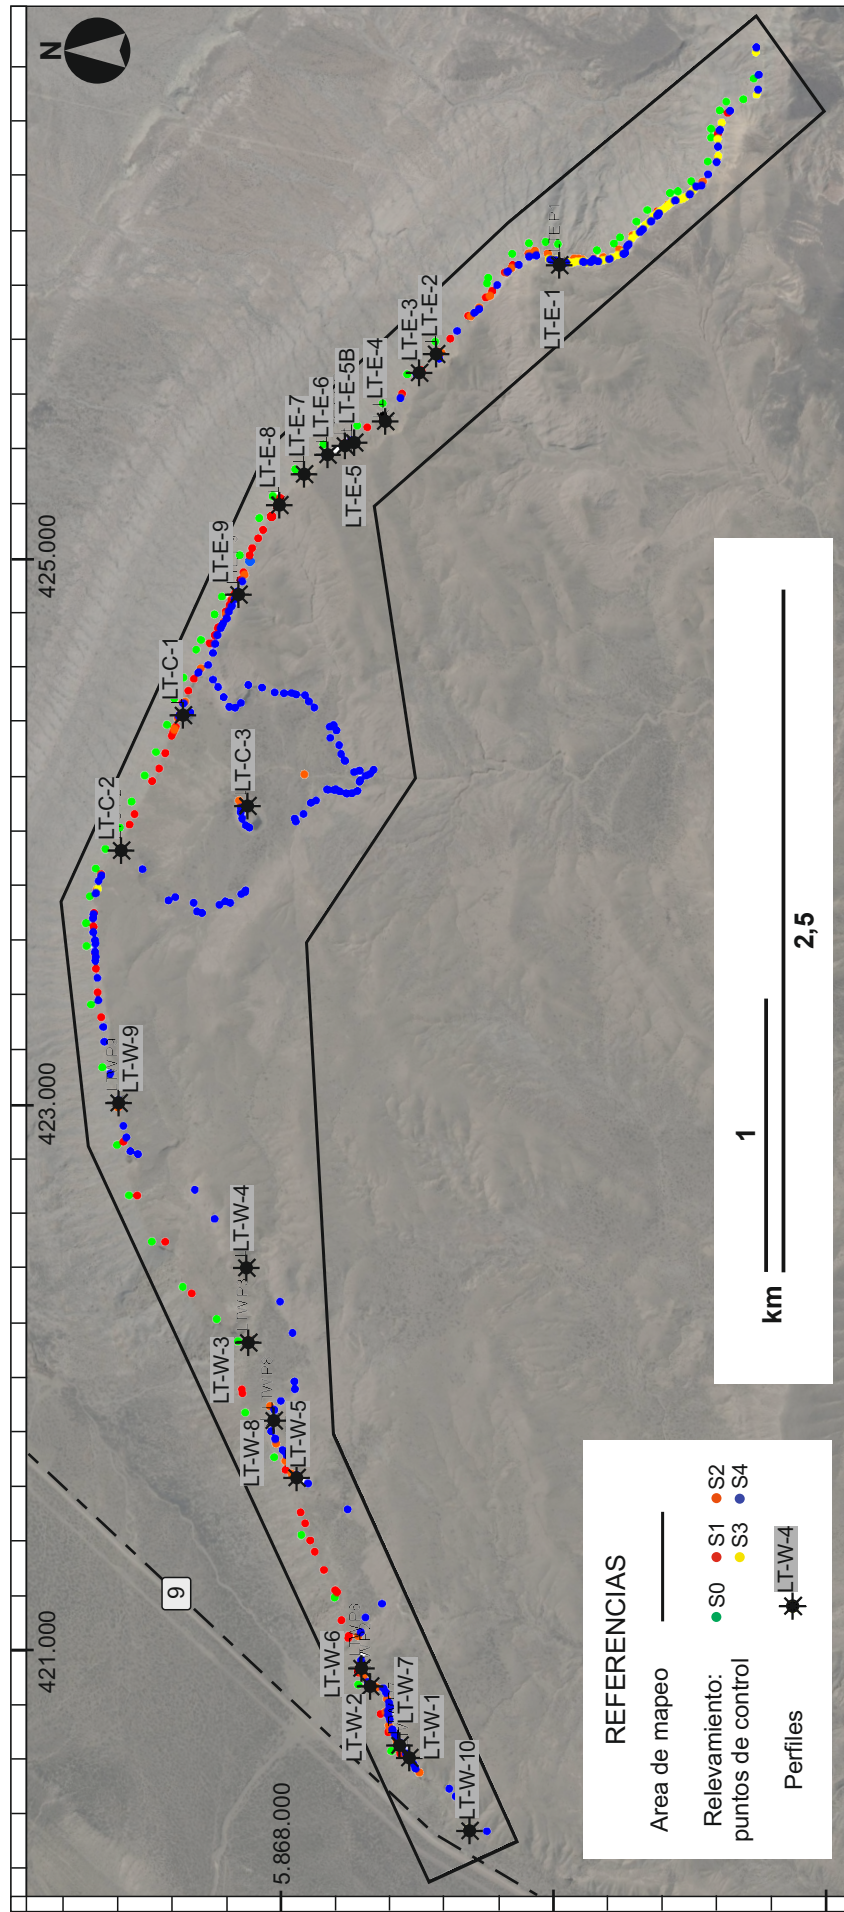 N
425.000
423.000
421.000
5.868.000
9
LT-W-10
LT-W-1
LT-W-7
LT-W-2
LT-W-6
LT-W-5
LT-W-8
LT-W-3
LT-W-4
LT-W-9
LT-C-2
LT-C-3
LT-C-1
LT-E-9
LT-E-8
LT-E-7
LT-E-6
LT-E-5B
LT-E-5
LT-E-4
LT-E-3
LT-E-2
LT-E-1
REFERENCIAS
Area de mapeo
Relevamiento:
puntos de control
S0 S1 S2
S3 S4
Perfiles
LT-W-4
km
1
2,5